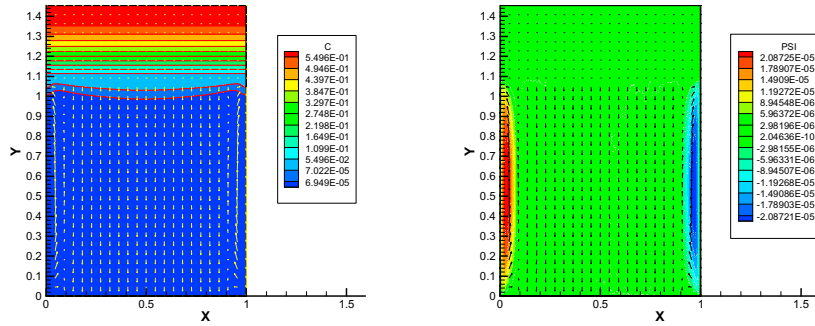 C
5.496E-01
4.946E-01
4.397E-01
3.847E-01
3.297E-01
2.748E-01
2.198E-01
1.649E-01
1.099E-01
5.496E-02
7.022E-05
6.949E-05
Y
1.4
1.3
1.2
1.1
1
0.9
0.8
0.7
0.6
0.5
0.4
0.3
0.2
0.1
0
0 0.5 1 1.5
X
PSI
2.08725E-05
1.78907E-05
1.4909E-05
1.19272E-05
8.94548E-06
5.96372E-06
2.98196E-06
2.04636E-10
-2.98155E-06
-5.96331E-06
-8.94507E-06
-1.19268E-05
-1.49086E-05
-1.78903E-05
-2.08721E-05
Y
1.4
1.3
1.2
1.1
1
0.9
0.8
0.7
0.6
0.5
0.4
0.3
0.2
0.1
0
0 0.5 1 1.5
X